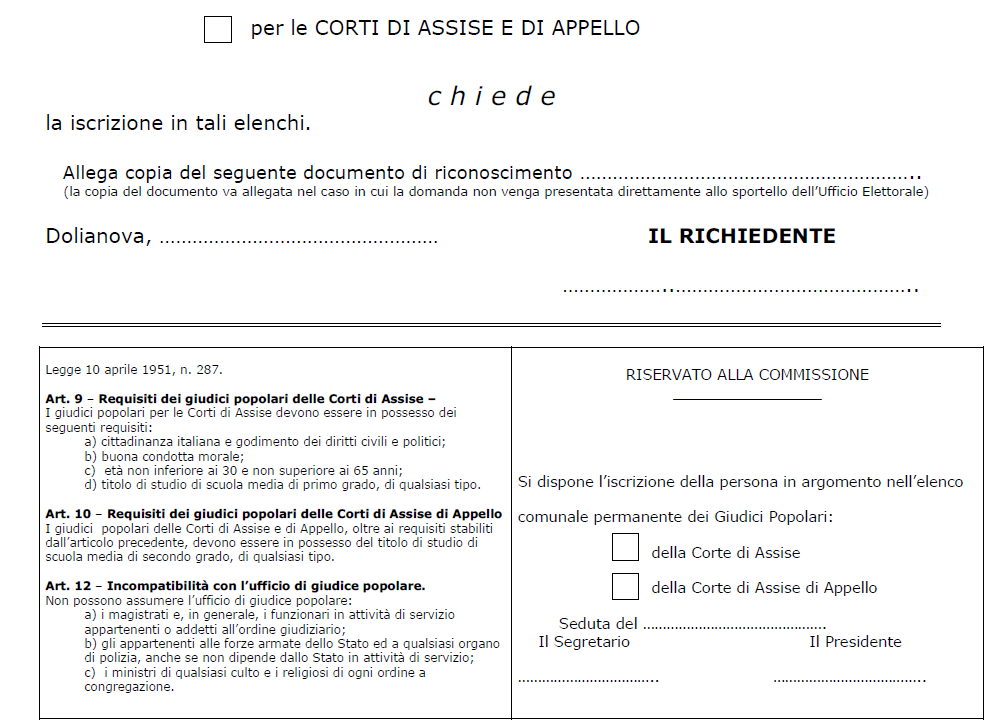 per le CORTI DI ASSISE E DI APPELLO
c h i e d e
la iscrizione in tali elenchi.
Allega copia del seguente documento di riconoscimento ……………………………………………………..
(la copia del documento va allegata nel caso in cui la domanda non venga presentata direttamente allo sportello dell’Ufficio Elettorale)
Dolianova, ……………………………………………
IL RICHIEDENTE
………………..……………………………………..
Legge 10 aprile 1951, n. 287.
Art. 9 – Requisiti dei giudici popolari delle Corti di Assise –
I giudici popolari per le Corti di Assise devono essere in possesso dei
seguenti requisiti:
a) cittadinanza italiana e godimento dei diritti civili e politici;
b) buona condotta morale;
c) età non inferiore ai 30 e non superiore ai 65 anni;
d) titolo di studio di scuola media di primo grado, di qualsiasi tipo.
Art. 10 – Requisiti dei giudici popolari delle Corti di Assise di Appello
I giudici popolari delle Corti di Assise e di Appello, oltre ai requisiti stabiliti
dall’articolo precedente, devono essere in possesso del titolo di studio di
scuola media di secondo grado, di qualsiasi tipo.
Art. 12 – Incompatibilità con l’ufficio di giudice popolare.
Non possono assumere l’ufficio di giudice popolare:
a) i magistrati e, in generale, i funzionari in attività di servizio
appartenenti o addetti all’ordine giudiziario;
b) gli appartenenti alle forze armate dello Stato ed a qualsiasi organo
di polizia, anche se non dipende dallo Stato in attività di servizio;
c) i ministri di qualsiasi culto e i religiosi di ogni ordine a
congregazione.
RISERVATO ALLA COMMISSIONE
Si dispone l’iscrizione della persona in argomento nell’elenco
comunale permanente dei Giudici Popolari:
della Corte di Assise
della Corte di Assise di Appello
Seduta del ……………………………………….
Il Segretario Il Presidente
…………………………….. ………………………………..